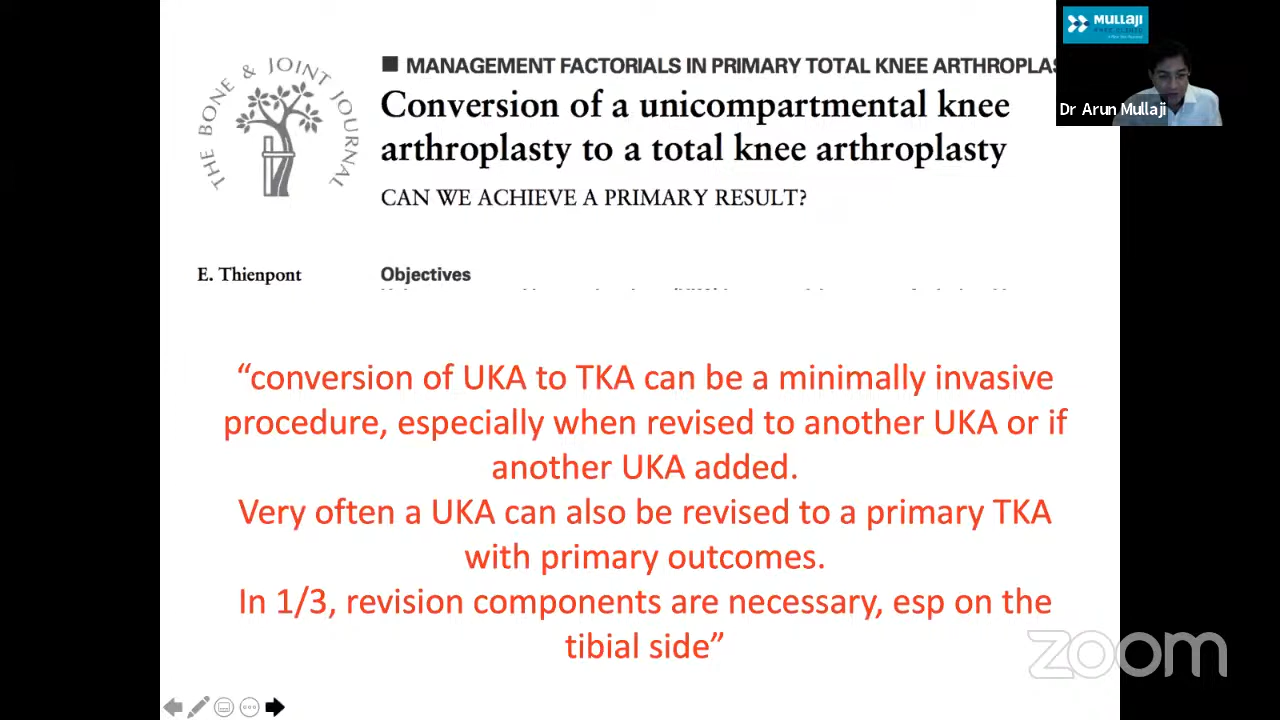 MULLAJI
Dr Arun Mullaji
THE BONE & JOINT JOURNAL
MANAGEMENT FACTORIALS IN PRIMARY TOTAL KNEE ARTHROPLAS
Conversion of a unicompartmental knee
arthroplasty to a total knee arthroplasty
CAN WE ACHIEVE A PRIMARY RESULT?
E. Thienpont
Objectives
“conversion of UKA to TKA can be a minimally invasive
procedure, especially when revised to another UKA or if
another UKA added.
Very often a UKA can also be revised to a primary TKA
with primary outcomes.
In 1/3, revision components are necessary, esp on the
tibial side”
zoom